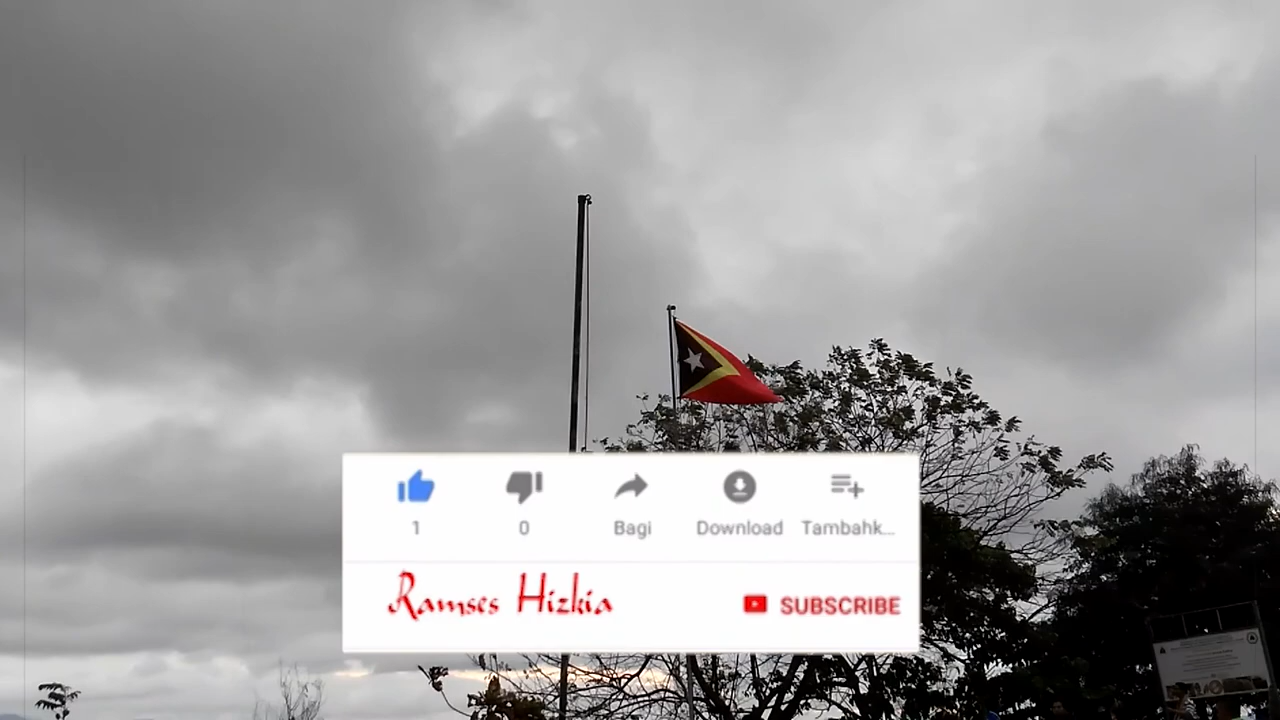 1
0
Bagi
Download
Tambahk...
Ramses Hizkia
SUBSCRIBE